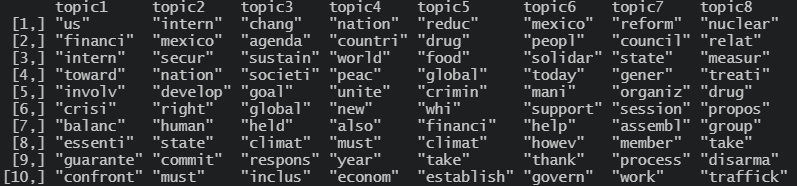 topic1 topic2 topic3 topic4 topic5 topic6 topic7 topic8
[1,] "us" "intern" "chang" "nation" "reduc" "mexico" "reform" "nuclear"
[2,] "financi" "mexico" "agenda" "countri" "drug" "peopl" "council" "relat"
[3,] "intern" "secur" "sustain" "world" "food" "solidar" "state" "measur"
[4,] "toward" "nation" "societi" "peac" "global" "today" "gener" "treati"
[5,] "involv" "develop" "goal" "unite" "crimin" "mani" "organiz" "drug"
[6,] "crisi" "right" "global" "new" "whi" "support" "session" "propos"
[7,] "balanc" "human" "held" "also" "financi" "help" "assembl" "group"
[8,] "essenti" "state" "climat" "must" "climat" "howev" "member" "take"
[9,] "guarante" "commit" "respons" "year" "take" "thank" "process" "disarma"
[10,] "confront" "must" "inclus" "econom" "establish" "govern" "work" "traffick"